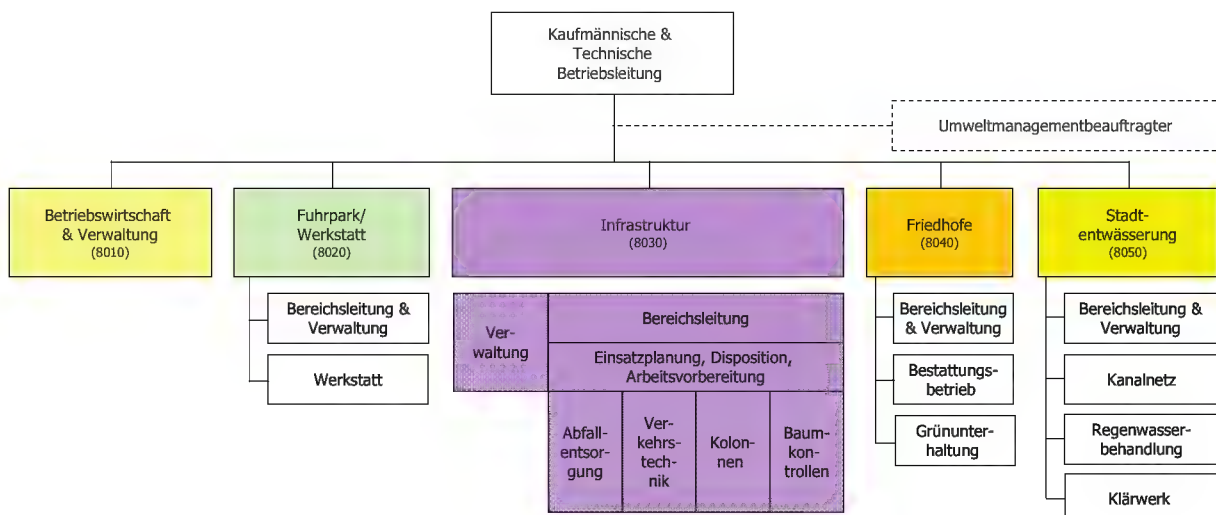 Kaufmännische &
Technische
Betriebsleitung
Umweltmanagementbeauftragter
Betriebswirtschaft
& Verwaltung
(8010)
Fuhrpark/
Werkstatt
(8020)
Infrastruktur
(8030)
Friedhofe
(8040)
Stadt-
entwässerung
(8050)
Bereichsleitung &
Verwaltung
Werkstatt
Ver-
waltung
Bereichsleitung
Einsatzplanung, Disposition,
Arbeitsvorbereitung
Abfall-
entsor-
gung
Ver-
kehrs-
tech-
nik
Kolon-
nen
Baum-
kon-
trollen
Bereichsleitung
& Verwaltung
Bestattungs-
betrieb
Grünunter-
haltung
Bereichsleitung &
Verwaltung
Kanalnetz
Regenwasser-
behandlung
Klärwerk